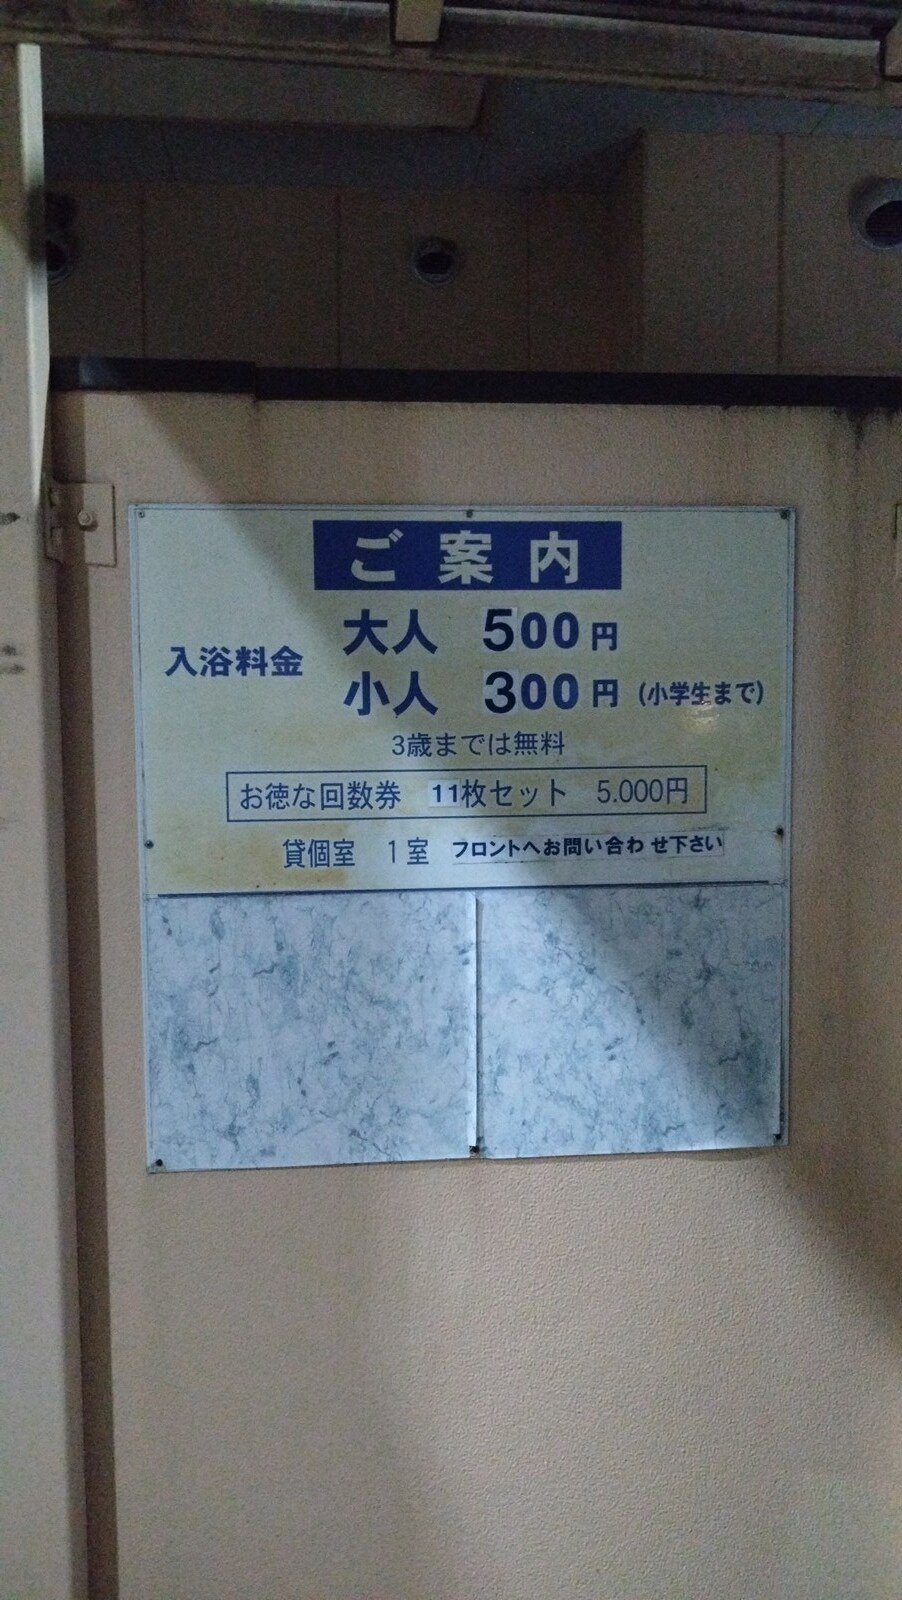 ご案内
入浴料金 大人 500円
小人 300円 (小学生まで)
3歳までは無料
お徳な回数券 11枚セット 5.000円
貸個室 1室 フロントへお問い合わせ下さい